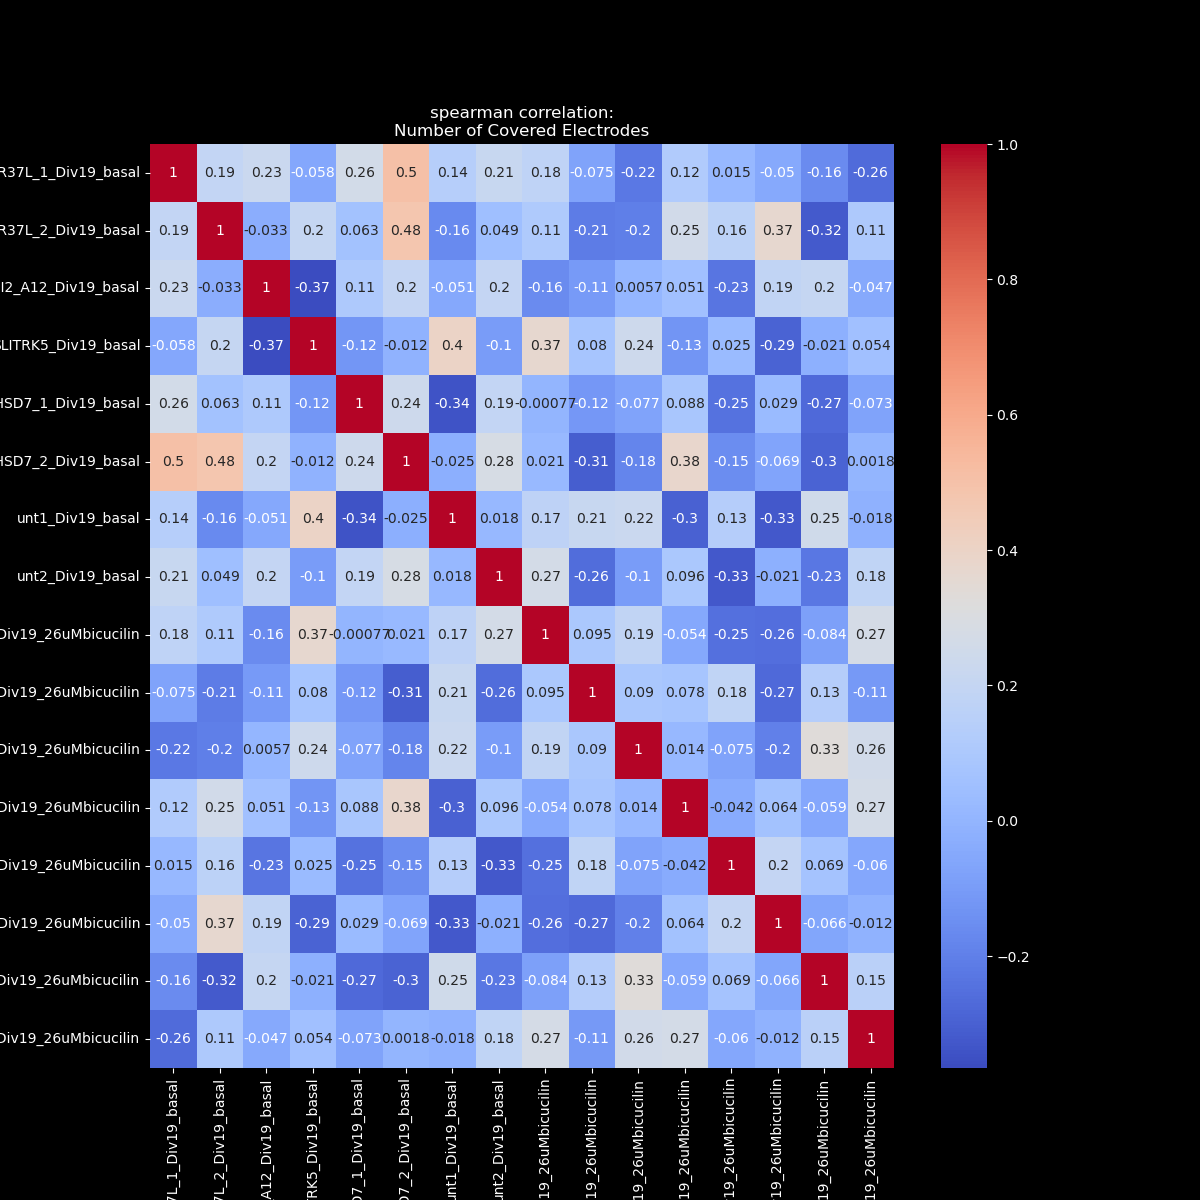 spearman correlation:
Number of Covered Electrodes
R37L_1_Div19_basal 1 0.19 0.23 -0.058 0.26 0.5 0.14 0.21 0.18 -0.075 -0.22 0.12 0.015 -0.05 -0.16 -0.26
R37L_2_Div19_basal 0.19 1 -0.033 0.2 0.063 0.48 -0.16 0.049 0.11 -0.21 -0.2 0.25 0.16 0.37 -0.32 0.11
I2_A12_Div19_basal 0.23 -0.033 1 -0.37 0.11 0.2 -0.051 0.2 -0.16 -0.11 0.0057 0.051 -0.23 0.19 0.2 -0.047
SLITRK5_Div19_basal -0.058 0.2 -0.37 1 -0.12 -0.012 0.4 -0.1 0.37 0.08 0.24 -0.13 0.025 -0.29 -0.021 0.054
HSD7_1_Div19_basal 0.26 0.063 0.11 -0.12 1 0.24 -0.34 0.19 -0.00077 -0.12 -0.077 0.088 -0.25 0.029 -0.27 -0.073
HSD7_2_Div19_basal 0.5 0.48 0.2 -0.012 0.24 1 -0.025 0.28 0.021 -0.31 -0.18 0.38 -0.15 -0.069 -0.3 0.0018
unt1_Div19_basal 0.14 -0.16 -0.051 0.4 -0.34 -0.025 1 0.018 0.17 0.21 0.22 -0.3 0.13 -0.33 0.25 -0.018
unt2_Div19_basal 0.21 0.049 0.2 -0.1 0.19 0.28 0.018 1 0.27 -0.26 -0.1 0.096 -0.33 -0.021 -0.23 0.18
Div19_26uMbicucilin 0.18 0.11 -0.16 0.37 -0.00077 0.021 0.17 0.27 1 0.095 0.19 -0.054 -0.25 -0.26 -0.084 0.27
Div19_26uMbicucilin -0.075 -0.21 -0.11 0.08 -0.12 -0.31 0.21 -0.26 0.095 1 0.09 0.078 0.18 -0.27 0.13 -0.11
Div19_26uMbicucilin -0.22 -0.2 0.0057 0.24 -0.077 -0.18 0.22 -0.1 0.19 0.09 1 0.014 -0.075 -0.2 0.33 0.26
Div19_26uMbicucilin 0.12 0.25 0.051 -0.13 0.088 0.38 -0.3 0.096 -0.054 0.078 0.014 1 -0.042 0.064 -0.059 0.27
Div19_26uMbicucilin 0.015 0.16 -0.23 0.025 -0.25 -0.15 0.13 -0.33 -0.25 0.18 -0.075 -0.042 1 0.2 0.069 -0.06
Div19_26uMbicucilin -0.05 0.37 0.19 -0.29 0.029 -0.069 -0.33 -0.021 -0.26 -0.27 -0.2 0.064 0.2 1 -0.066 -0.012
Div19_26uMbicucilin -0.16 -0.32 0.2 -0.021 -0.27 -0.3 0.25 -0.23 -0.084 0.13 0.33 -0.059 0.069 -0.066 1 0.15
Div19_26uMbicucilin -0.26 0.11 -0.047 0.054 -0.073 0.0018 -0.018 0.18 0.27 -0.11 0.26 0.27 -0.06 -0.012 0.15 1
7L_1_Div19_basal
7L_2_Div19_basal
A12_Div19_basal
RK5_Div19_basal
D7_1_Div19_basal
D7_2_Div19_basal
unt1_Div19_basal
unt2_Div19_basal
19_26uMbicucilin
19_26uMbicucilin
19_26uMbicucilin
19_26uMbicucilin
19_26uMbicucilin
19_26uMbicucilin
19_26uMbicucilin
19_26uMbicucilin
1.0
0.8
0.6
0.4
0.2
0.0
−0.2